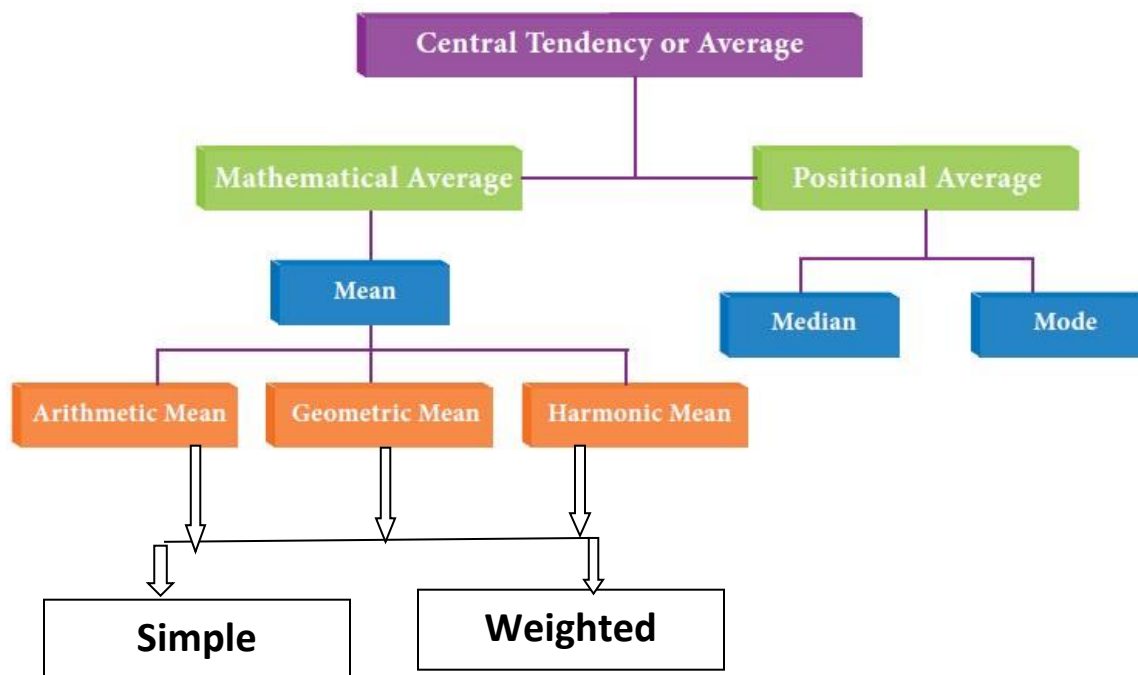 Central Tendency or Average
Mathematical Average
Positional Average
Mean
Median
Mode
Arithmetic Mean
Geometric Mean
Harmonic Mean
Simple
Weighted